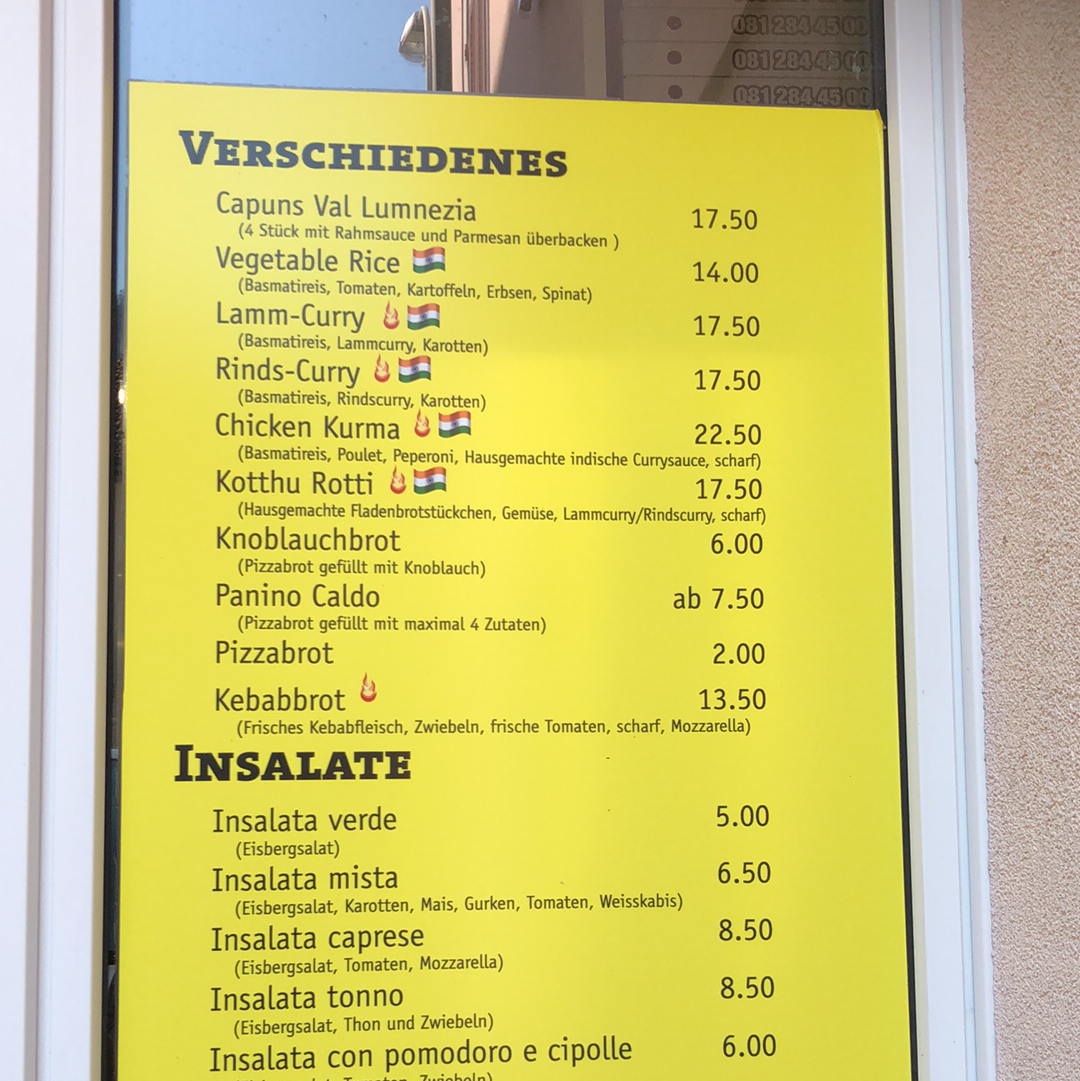 081 284 45 00
081 284 45 00
081 284 45 00
VERSCHIEDENES
Capuns Val Lumnezia 17.50
(4 Stück mit Rahmsauce und Parmesan überbacken )
Vegetable Rice 14.00
(Basmatireis, Tomaten, Kartoffeln, Erbsen, Spinat)
Lamm-Curry 17.50
(Basmatireis, Lammcurry, Karotten)
Rinds-Curry 17.50
(Basmatireis, Rindscurry, Karotten)
Chicken Kurma 22.50
(Basmatireis, Poulet, Peperoni, Hausgemachte indische Currysauce, scharf)
Kotthu Rotti 17.50
(Hausgemachte Fladenbrotstückchen, Gemüse, Lammcurry/Rindscurry, scharf)
Knoblauchbrot 6.00
(Pizzabrot gefüllt mit Knoblauch)
Panino Caldo ab 7.50
(Pizzabrot gefüllt mit maximal 4 Zutaten)
Pizzabrot 2.00
Kebabbrot 13.50
(Frisches Kebabfleisch, Zwiebeln, frische Tomaten, scharf, Mozzarella)
INSALATE
Insalata verde 5.00
(Eisbergsalat)
Insalata mista 6.50
(Eisbergsalat, Karotten, Mais, Gurken, Tomaten, Weisskabis)
Insalata caprese 8.50
(Eisbergsalat, Tomaten, Mozzarella)
Insalata tonno 8.50
(Eisbergsalat, Thon und Zwiebeln)
Insalata con pomodoro e cipolle 6.00
Tomaten, Zwiebeln)